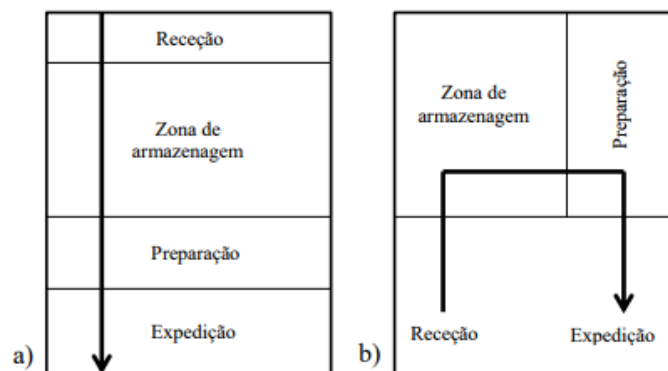 Receção
Zona de
armazenagem
Preparação
Expedição
a)
Zona de
armazenagem
Preparação
Receção
Expedição
b)